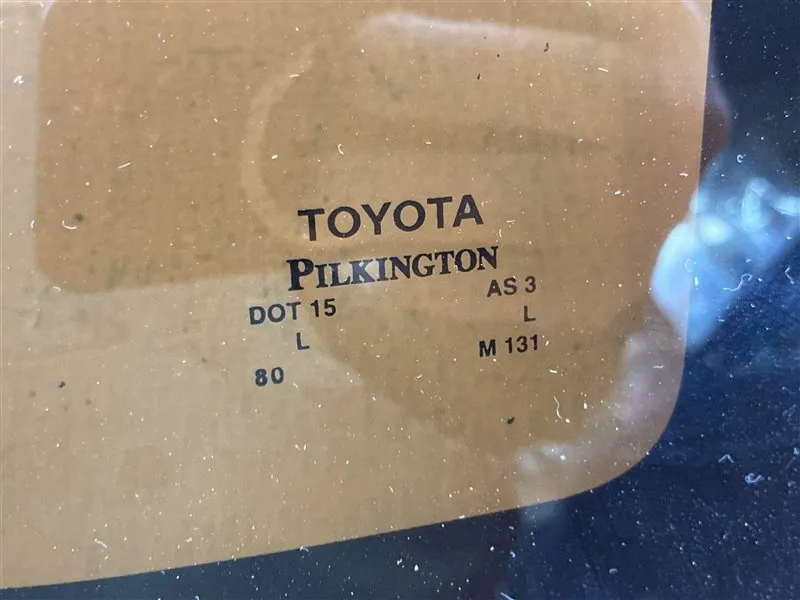 TOYOTA
PILKINGTON
DOT 15 AS 3
L L
80 M 131